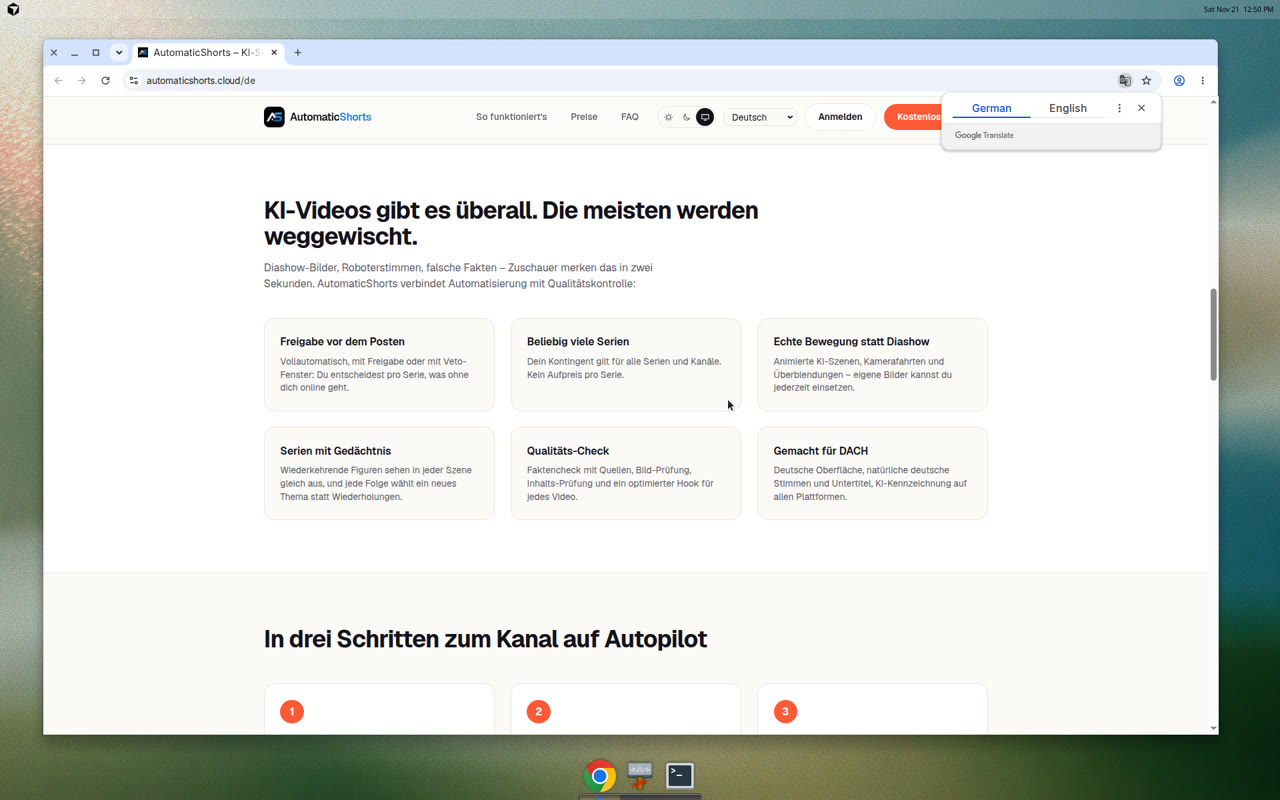 Sat Nov 21 12:50 PM
AutomaticShorts – KI-S
automaticshorts.cloud/de
AutomaticShorts
So funktioniert's
Preise
FAQ
Deutsch
Anmelden
Kostenlos
German
English
Google Translate
KI-Videos gibt es überall. Die meisten werden
weggewischt.
Diashow-Bilder, Roboterstimmen, falsche Fakten – Zuschauer merken das in zwei
Sekunden. AutomaticShorts verbindet Automatisierung mit Qualitätskontrolle:
Freigabe vor dem Posten
Vollautomatisch, mit Freigabe oder mit Veto-
Fenster: Du entscheidest pro Serie, was ohne
dich online geht.
Beliebig viele Serien
Dein Kontingent gilt für alle Serien und Kanäle.
Kein Aufpreis pro Serie.
Echte Bewegung statt Diashow
Animierte KI-Szenen, Kamerafahrten und
Überblendungen – eigene Bilder kannst du
jederzeit einsetzen.
Serien mit Gedächtnis
Wiederkehrende Figuren sehen in jeder Szene
gleich aus, und jede Folge wählt ein neues
Thema statt Wiederholungen.
Qualitäts-Check
Faktencheck mit Quellen, Bild-Prüfung,
Inhalts-Prüfung und ein optimierter Hook für
jedes Video.
Gemacht für DACH
Deutsche Oberfläche, natürliche deutsche
Stimmen und Untertitel, KI-Kennzeichnung auf
allen Plattformen.
In drei Schritten zum Kanal auf Autopilot
1
2
3